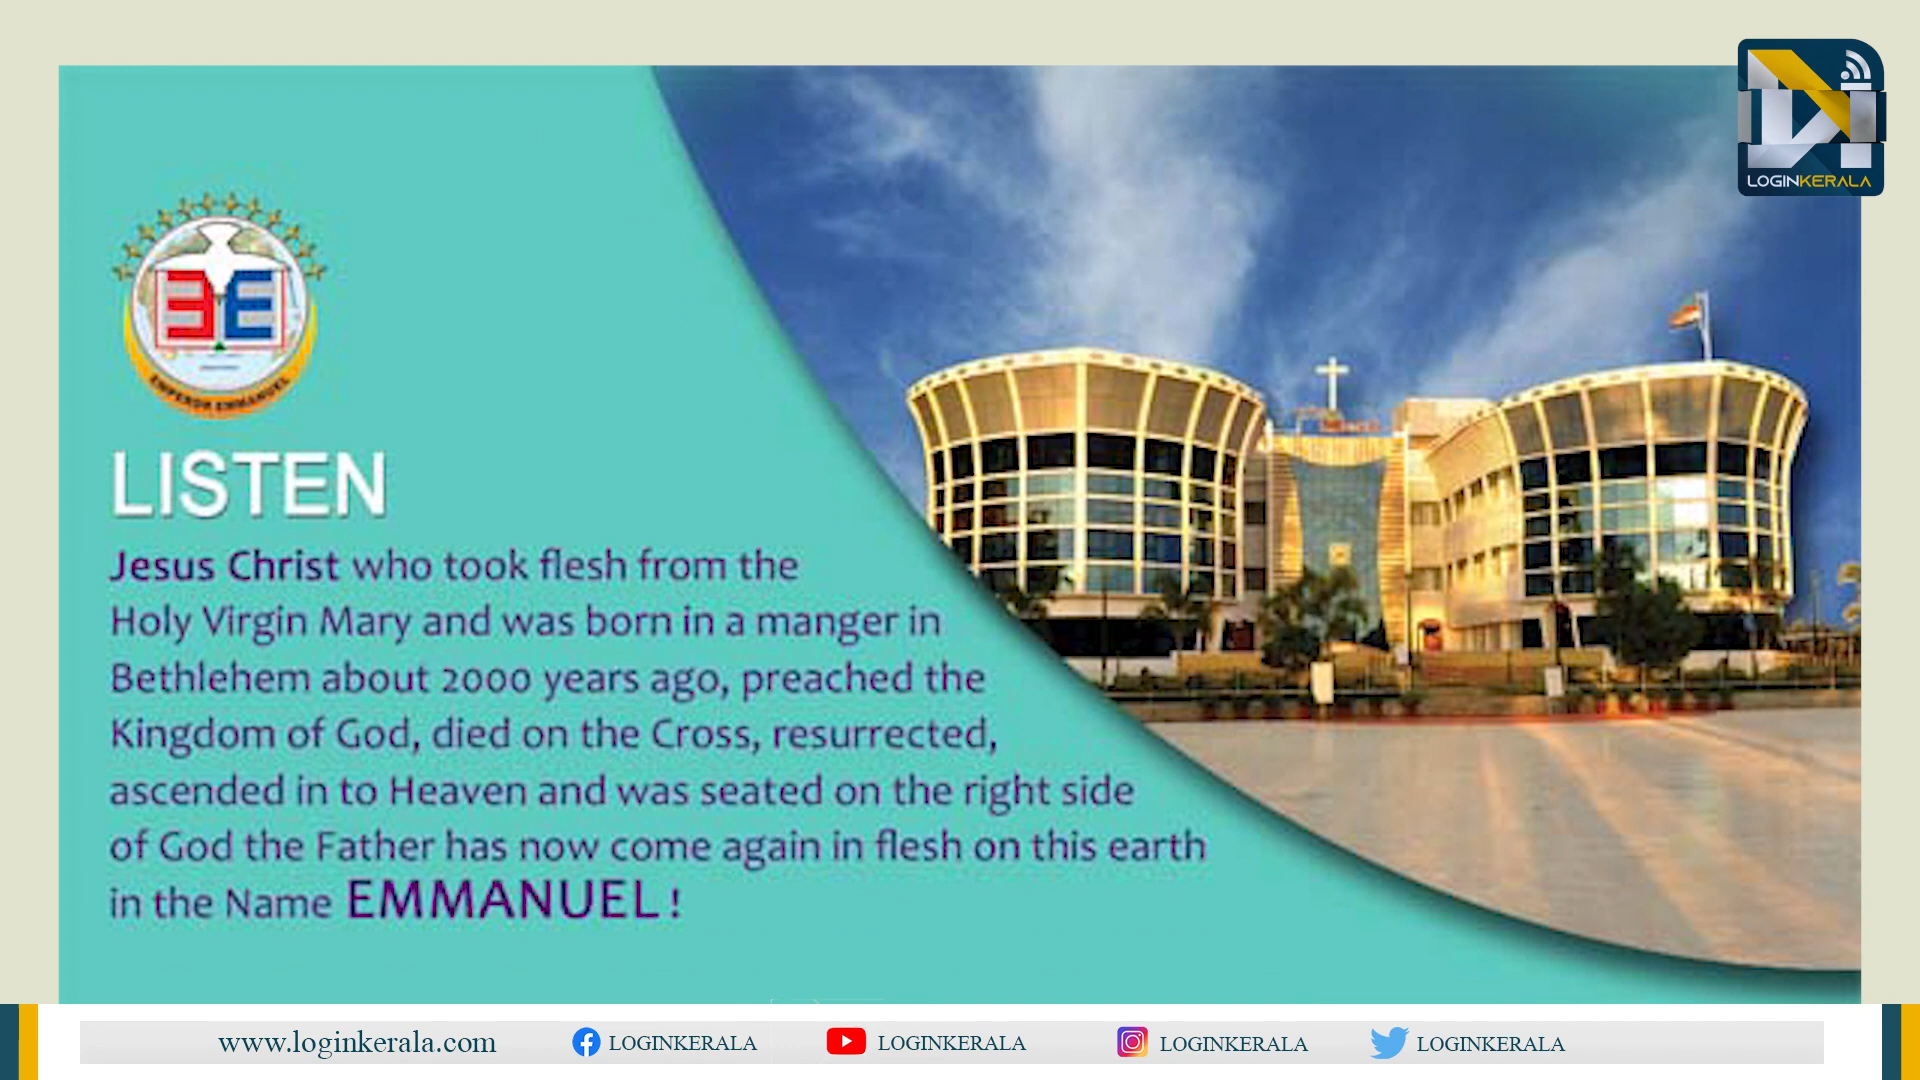 LOGINKERALA
EMPEROR EMMANUEL
LISTEN
Jesus Christ who took flesh from the
Holy Virgin Mary and was born in a manger in
Bethlehem about 2000 years ago, preached the
Kingdom of God, died on the Cross, resurrected,
ascended in to Heaven and was seated on the right side
of God the Father has now come again in flesh on this earth
in the Name EMMANUEL !
www.loginkerala.com LOGINKERALA LOGINKERALA LOGINKERALA LOGINKERALA